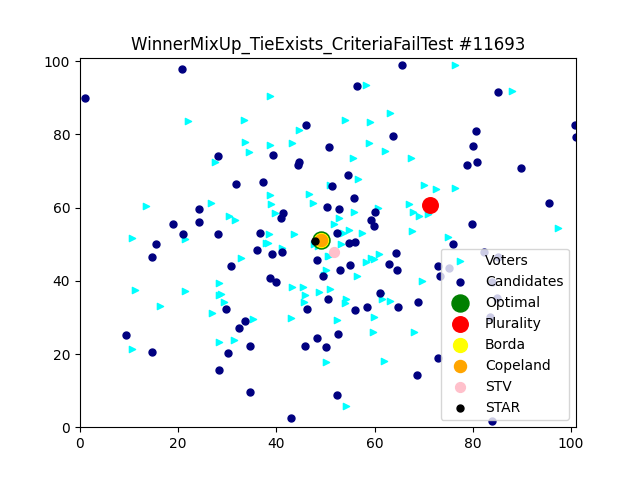 WinnerMixUp_TieExists_CriteriaFailTest #11693
100
80
60
40
20
0
0
20
40
60
80
100
Voters
Candidates
Optimal
Plurality
Borda
Copeland
STV
STAR